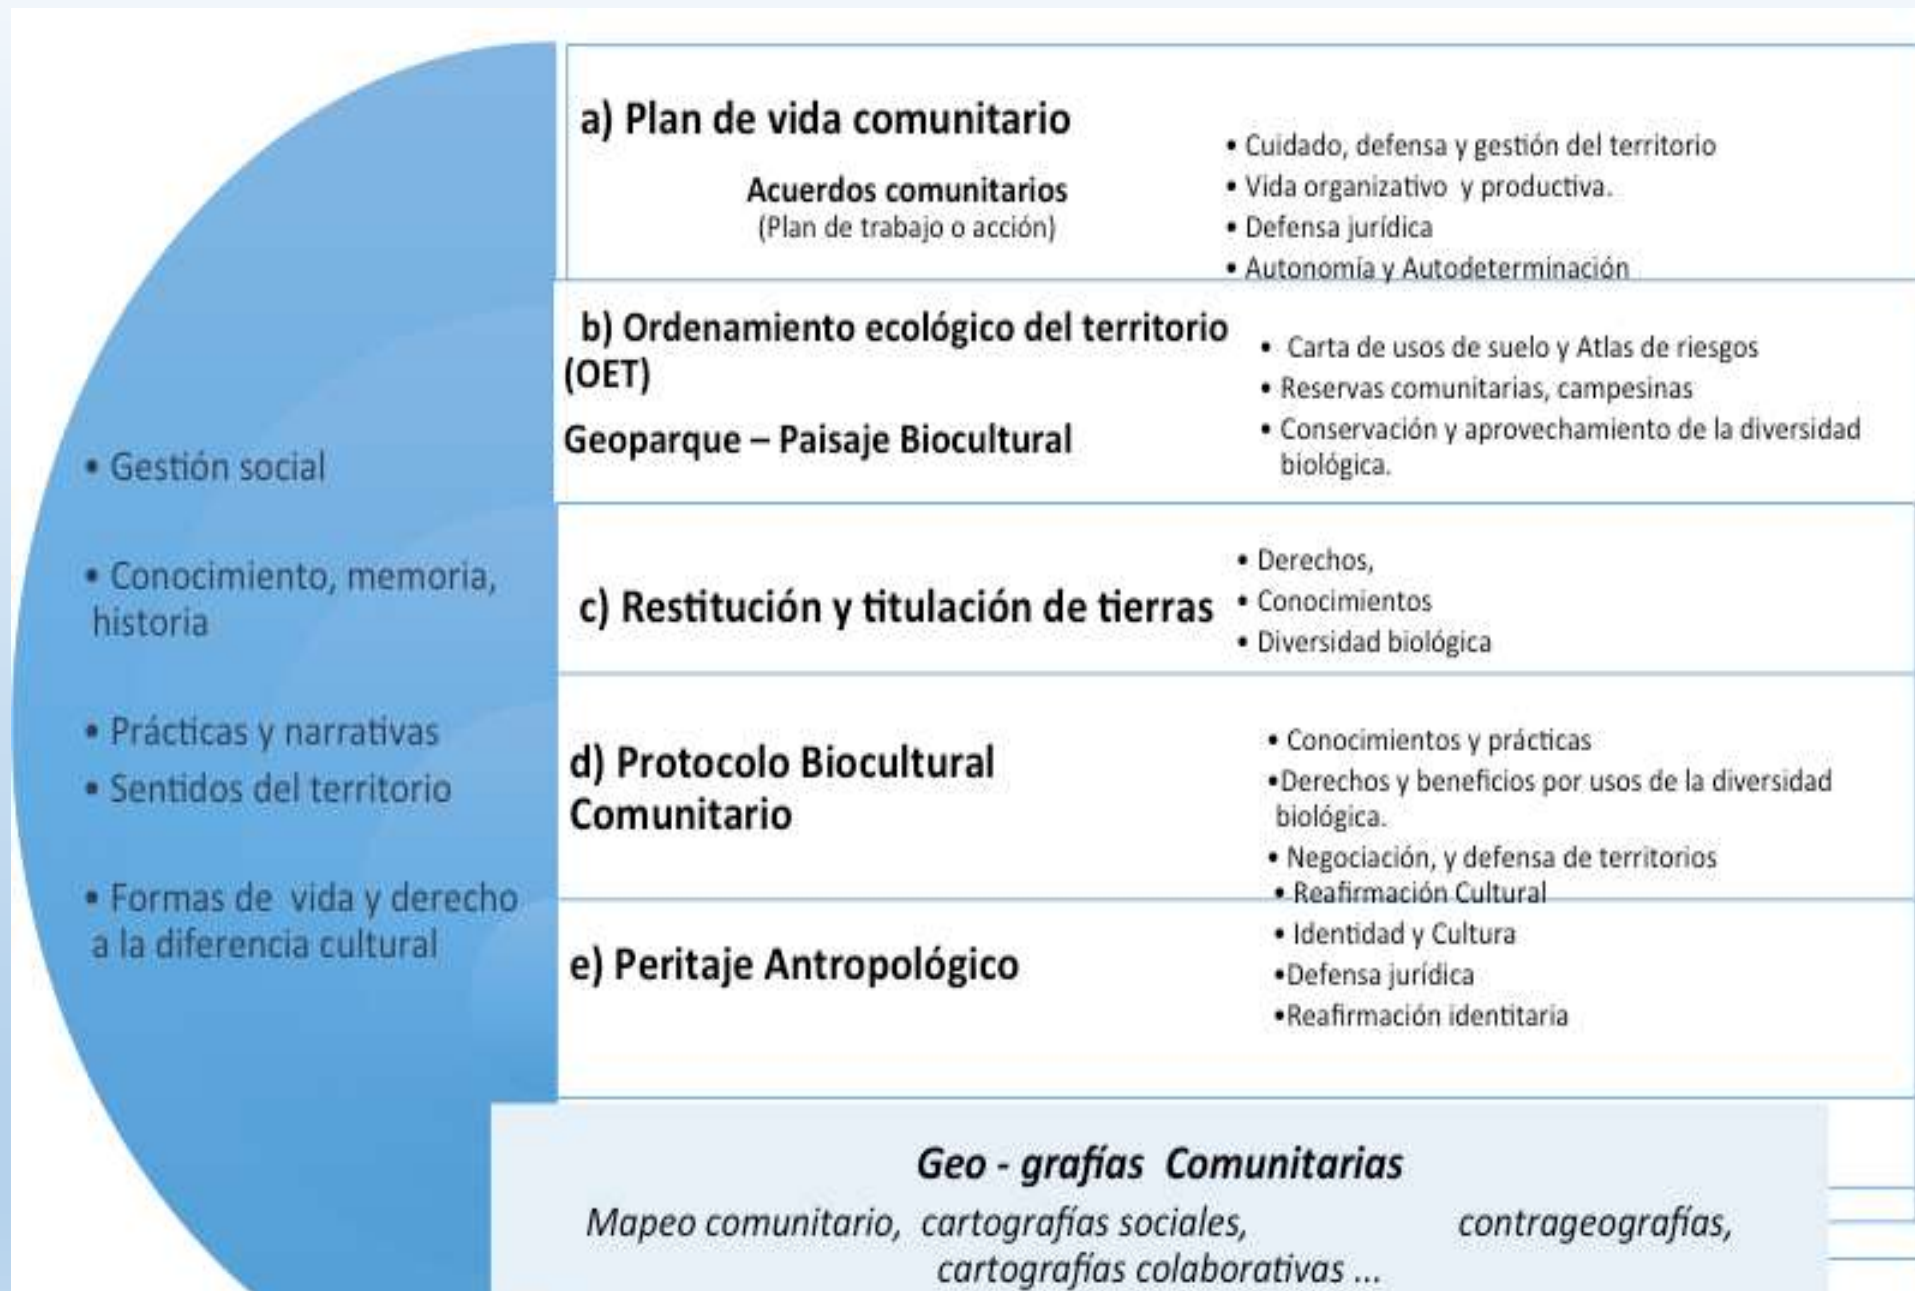 a) Plan de vida comunitario
Acuerdos comunitarios
(Plan de trabajo o acción)
• Cuidado, defensa y gestión del territorio
• Vida organizativo y productiva.
• Defensa jurídica
• Autonomía y Autodeterminación
b) Ordenamiento ecológico del territorio
(OET)
Geoparque – Paisaje Biocultural
• Carta de usos de suelo y Atlas de riesgos
• Reservas comunitarias, campesinas
• Conservación y aprovechamiento de la diversidad
biológica.
c) Restitución y titulación de tierras
• Derechos,
• Conocimientos
• Diversidad biológica
d) Protocolo Biocultural
Comunitario
• Conocimientos y prácticas
•Derechos y beneficios por usos de la diversidad
biológica.
• Negociación, y defensa de territorios
• Reafirmación Cultural
e) Peritaje Antropológico
• Identidad y Cultura
•Defensa jurídica
•Reafirmación identitaria
• Gestión social
• Conocimiento, memoria,
historia
• Prácticas y narrativas
• Sentidos del territorio
• Formas de vida y derecho
a la diferencia cultural
Geo - grafías Comunitarias
Mapeo comunitario, cartografías sociales, contrageografías,
cartografías colaborativas ...